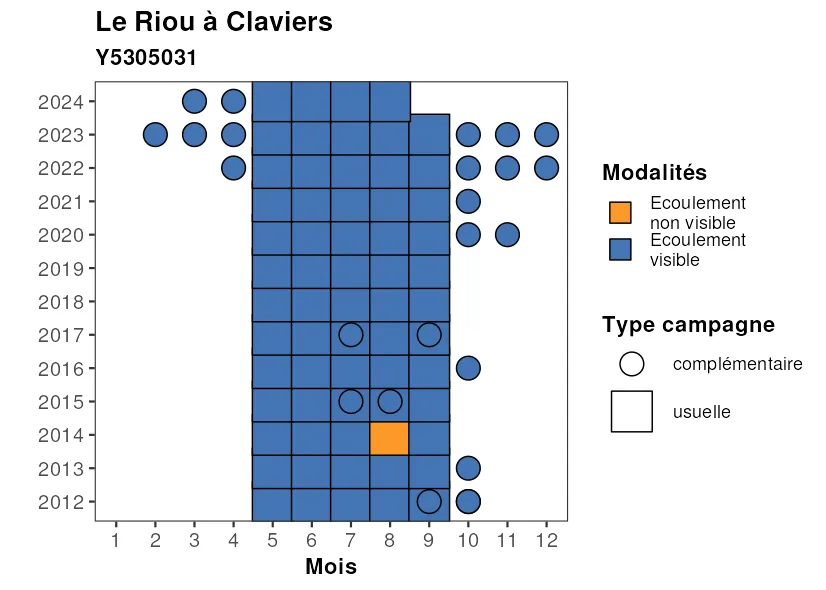 Le Riou à Claviers
Y5305031
2024
2023
2022
2021
2020
2019
2018
2017
2016
2015
2014
2013
2012
1 2 3 4 5 6 7 8 9 10 11 12
Mois
Modalités
Ecoulement
non visible
Ecoulement
visible
Type campagne
complémentaire
usuelle